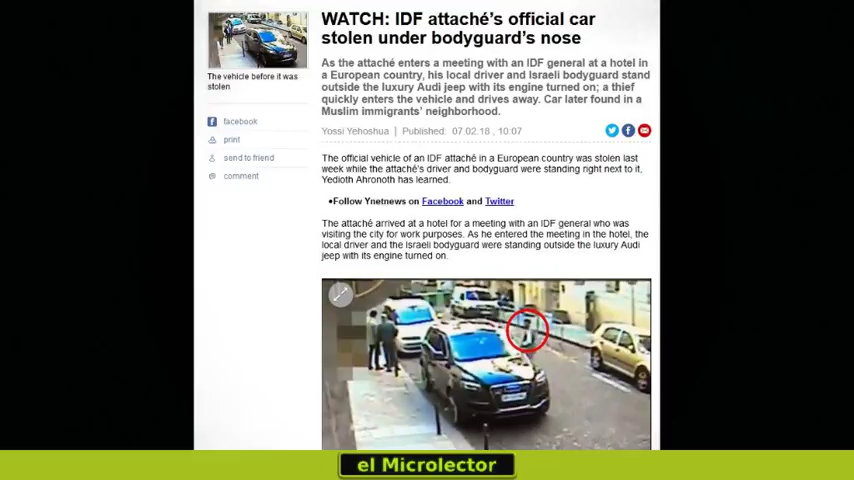 WATCH: IDF attaché's official car
stolen under bodyguard's nose
As the attaché enters a meeting with an IDF general at a hotel in
a European country, his local driver and Israeli bodyguard stand
outside the luxury Audi jeep with its engine turned on; a thief
quickly enters the vehicle and drives away. Car later found in a
Muslim immigrants' neighborhood.
The vehicle before it was
stolen
facebook
print
send to friend
comment
Yossi Yehoshua | Published: 07.02.18 , 10:07
The official vehicle of an IDF attaché in a European country was stolen last
week while the attaché's driver and bodyguard were standing right next to it,
Yedioth Ahronoth has learned.
•Follow Ynetnews on Facebook and Twitter
The attaché arrived at a hotel for a meeting with an IDF general who was
visiting the city for work purposes. As he entered the meeting in the hotel, the
local driver and the Israeli bodyguard were standing outside the luxury Audi
jeep with its engine turned on.
el Microlector